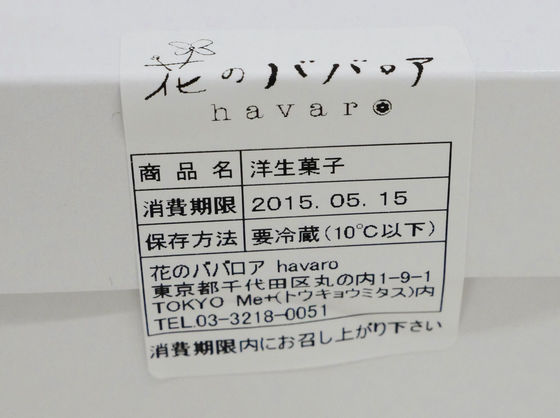 花のババロア
havaro
商品名 洋生菓子
消費期限 2015.05.15
保存方法 要冷蔵(10℃以下)
花のババロア havaro
東京都千代田区丸の内1-9-1
TOKYO Me+(トウキョウミタス)内
TEL.03-3218-0051
消費期限内にお召し上がり下さい